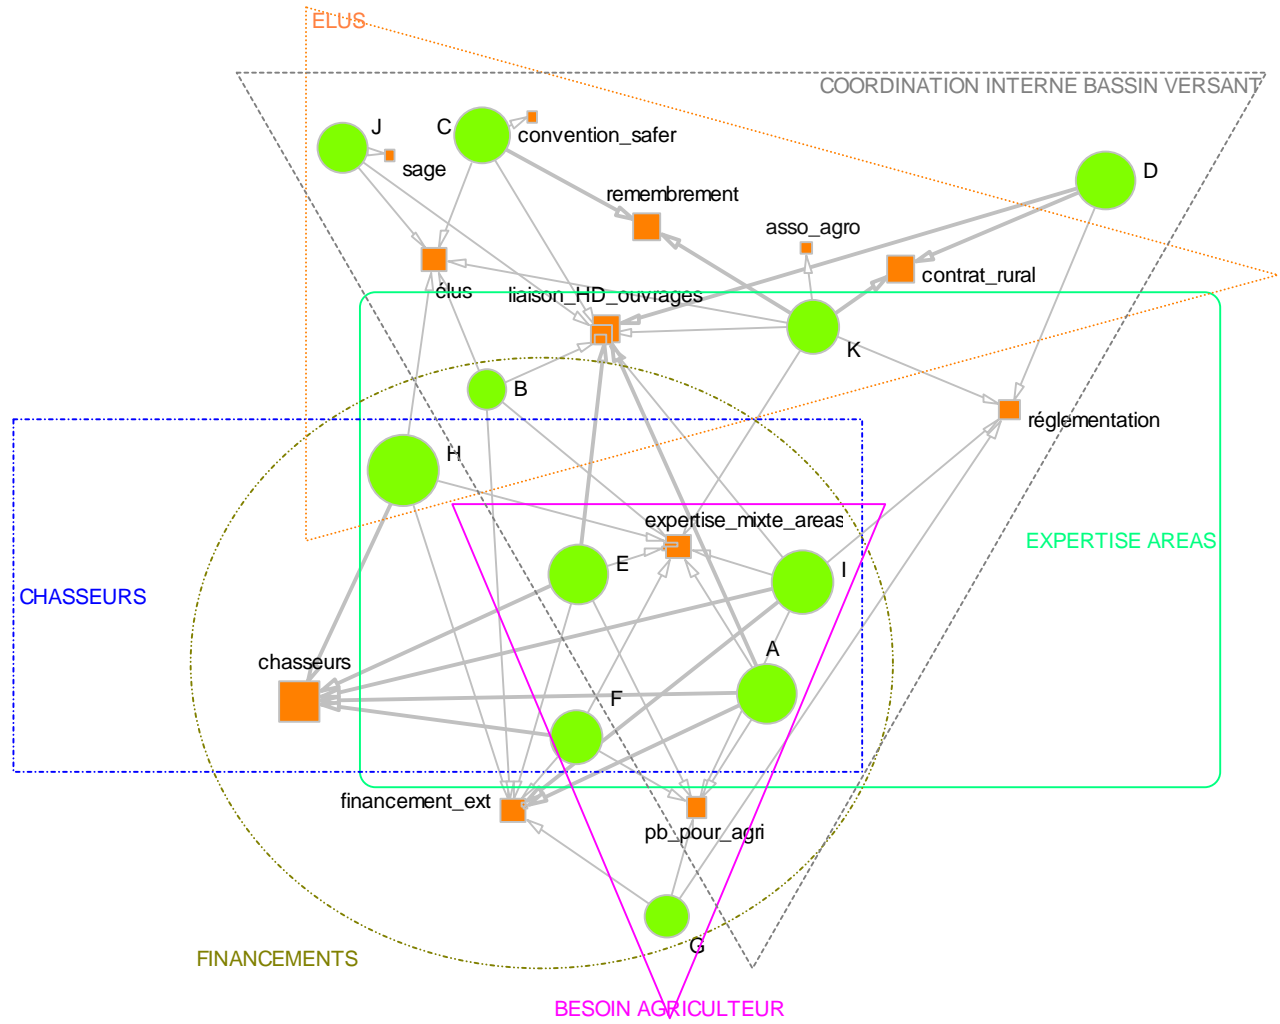 ELUS
COORDINATION INTERNE BASSIN VERSANT
J
C
convention_safer
sage
D
remembrement
asso_agro
contrat_rural
élus
liaison_HD_ouvrages
K
B
réglementation
H
expertise_mixte_areas
EXPERTISE AREAS
E
I
CHASSEURS
A
chasseurs
F
financement_ext
pb_pour_agri
G
FINANCEMENTS
BESOIN AGRICULTEUR